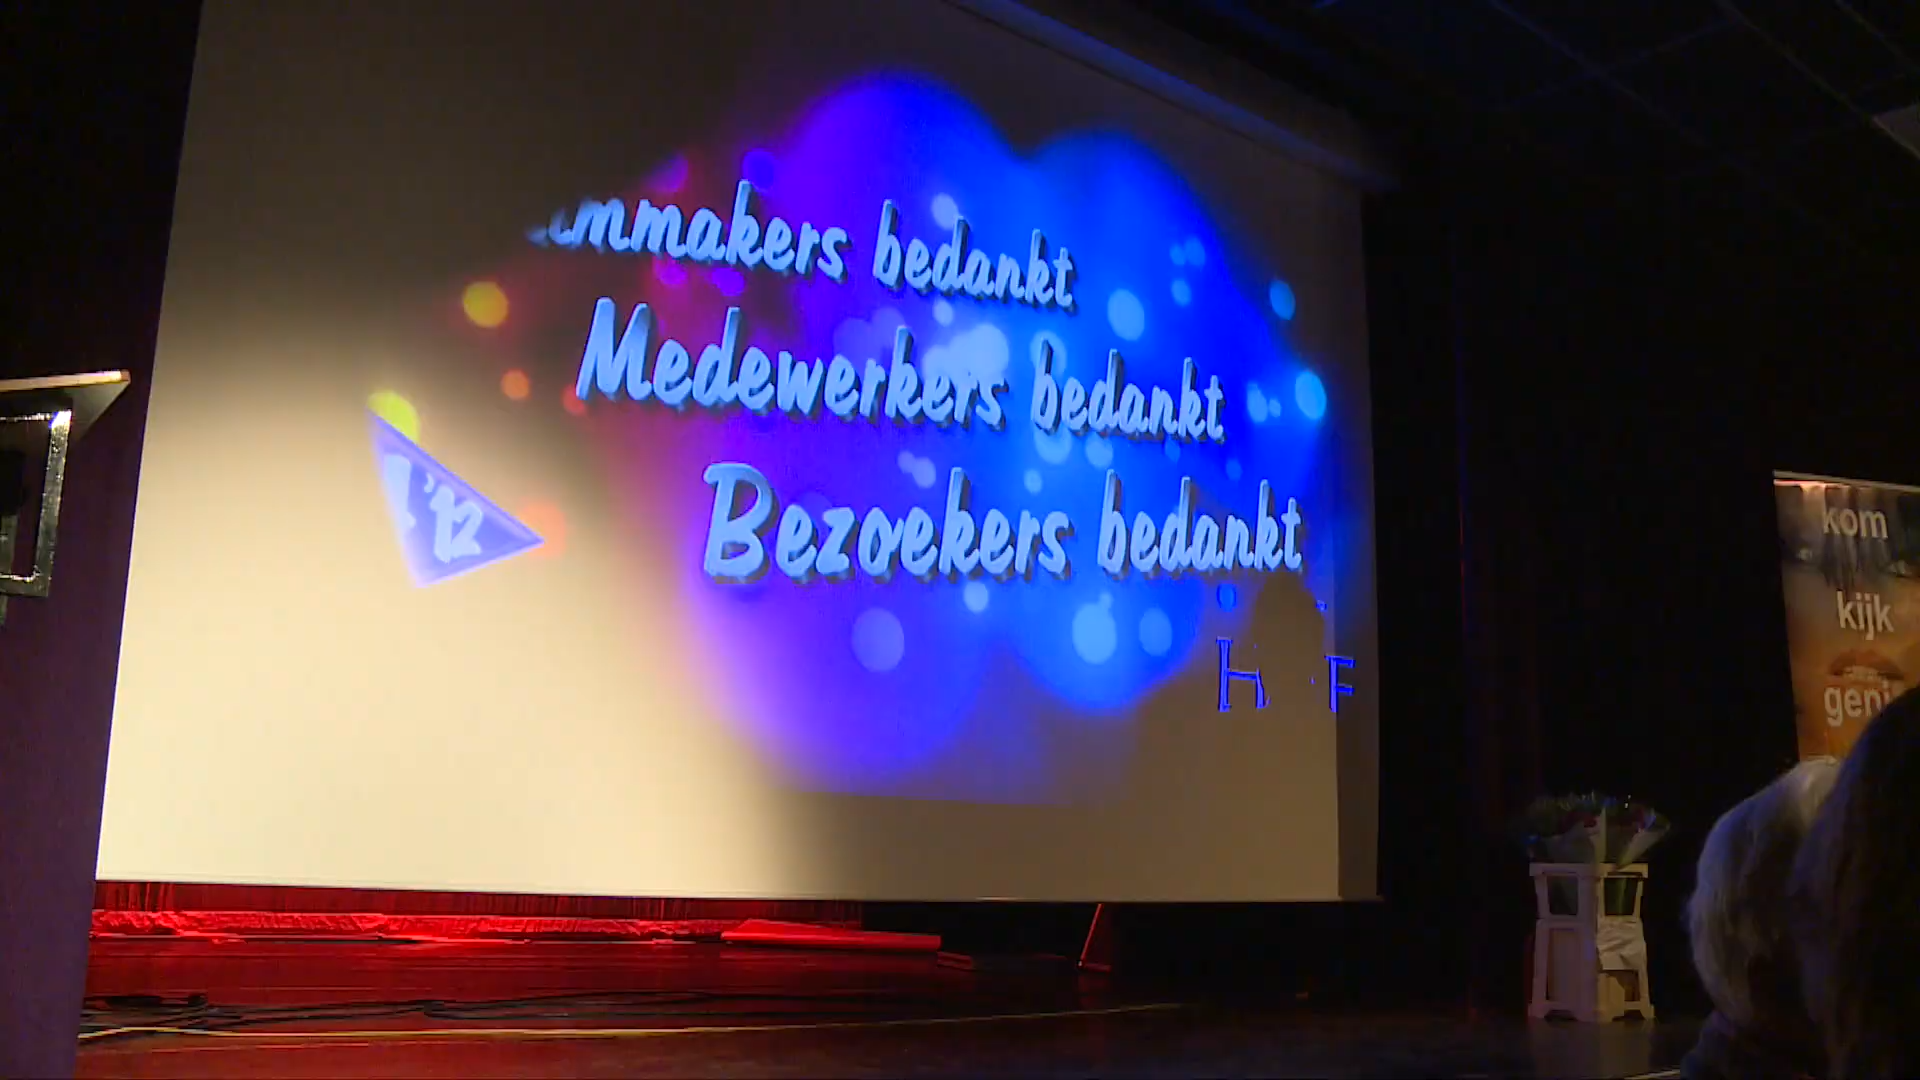 bedankt
Medewerkers bedankt
Bezoekers bedankt
'12
H F
kom
kijk